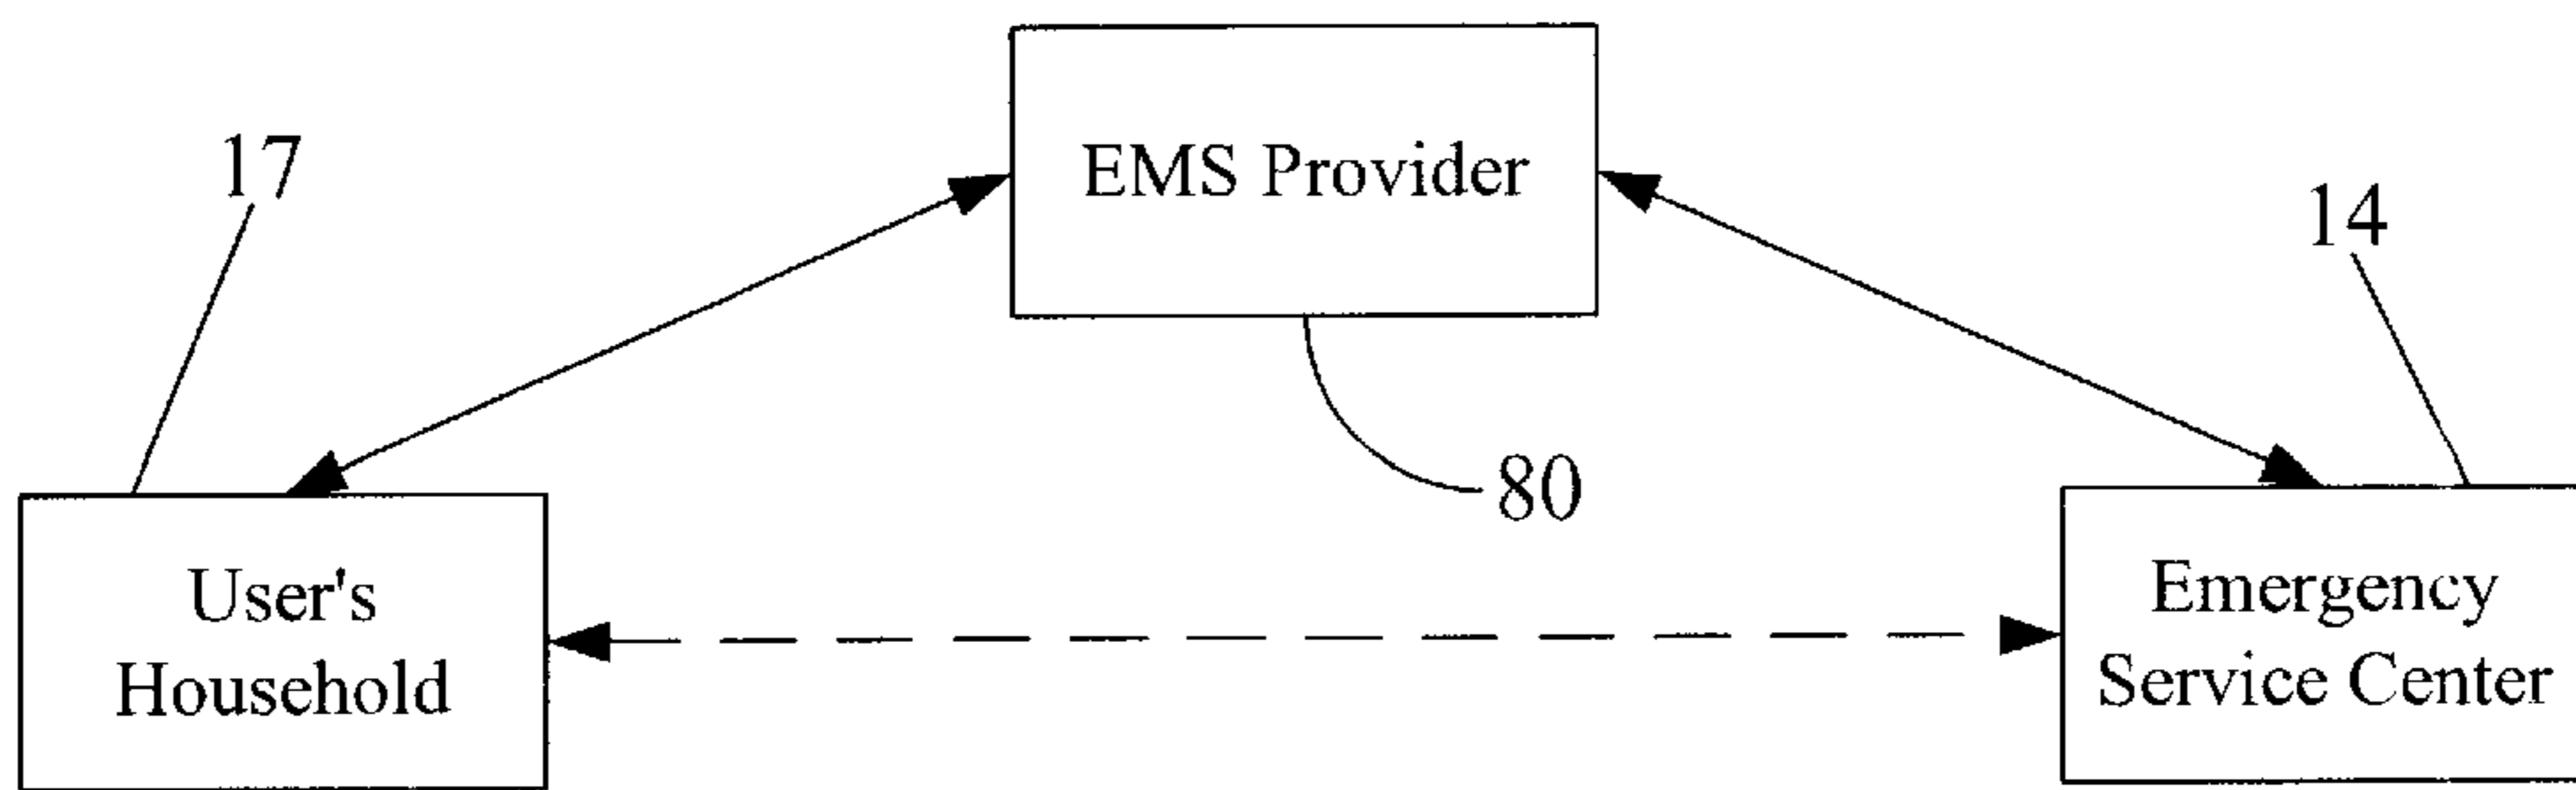 17
EMS Provider
14
80
User's
Household
Emergency
Service Center